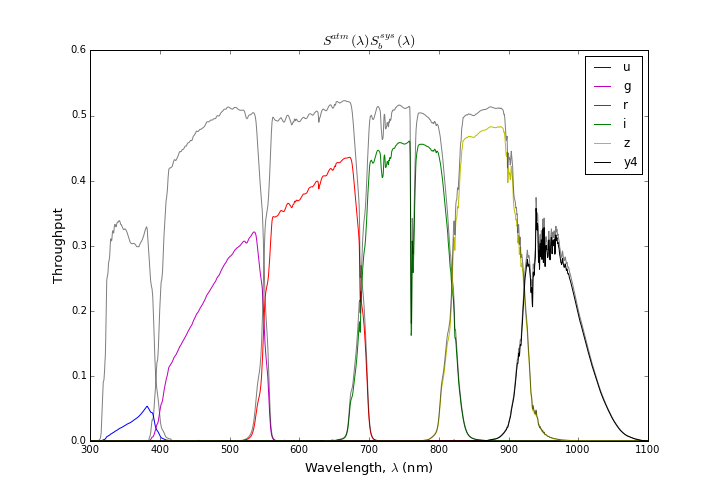 S^{atm}(λ)S_b^{sys}(λ)
0.6
0.5
0.4
0.3
0.2
0.1
0.0
Throughput
u
g
r
i
z
y4
300 400 500 600 700 800 900 1000 1100
Wavelength, λ (nm)